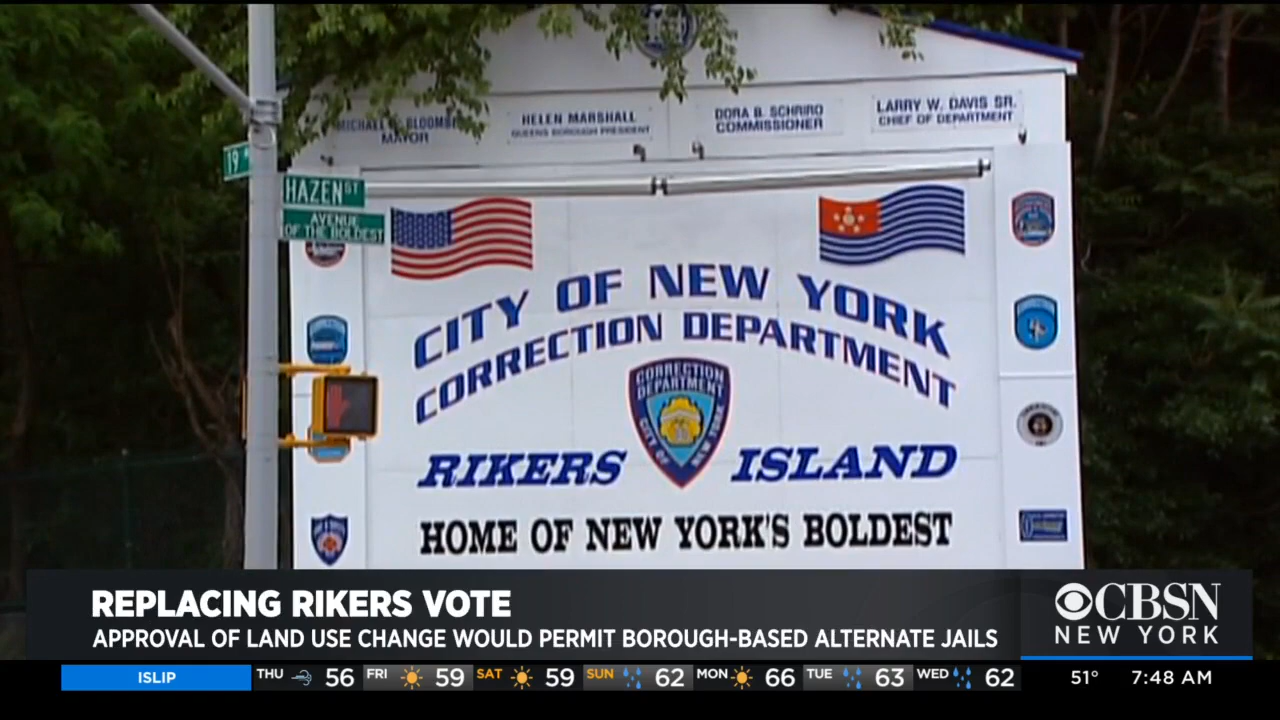 MICHAEL R. BLOOMB
MAYOR
HELEN MARSHALL
QUEENS BOROUGH PRESIDENT
DORA B. SCHRIRO
COMMISSIONER
LARRY W. DAVIS SR.
CHIEF OF DEPARTMENT
19
HAZEN ST
AVENUE
OF THE BOLDEST
CITY OF NEW YORK
CORRECTION DEPARTMENT
CORRECTION
DEPARTMENT
CITY OF NEW YORK
RIKERS ISLAND
HOME OF NEW YORK'S BOLDEST
REPLACING RIKERS VOTE
APPROVAL OF LAND USE CHANGE WOULD PERMIT BOROUGH-BASED ALTERNATE JAILS
CBSN
NEW YORK
ISLIP THU 56 FRI 59 SAT 59 SUN 62 MON 66 TUE 63 WED 62 51° 7:48 AM